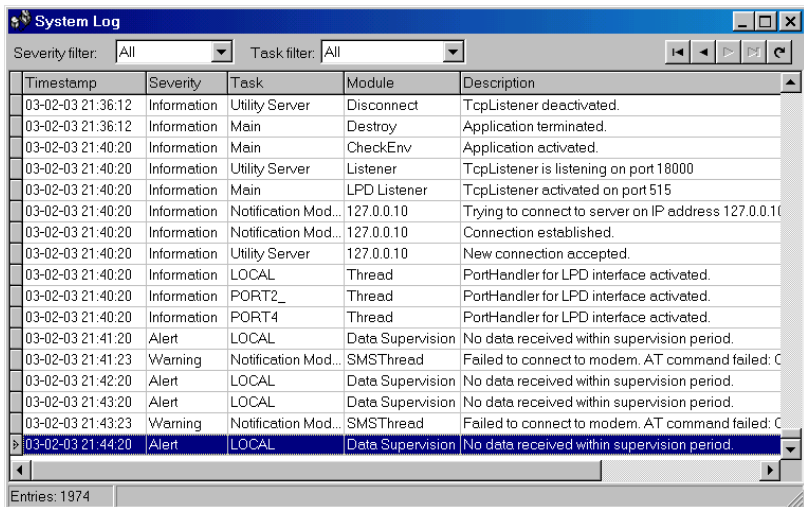 System Log
Severity filter: All Task filter: All
Timestamp Severity Task Module Description
03-02-03 21:36:12 Information Utility Server Disconnect TcpListener deactivated.
03-02-03 21:36:12 Information Main Destroy Application terminated.
03-02-03 21:40:20 Information Main CheckEnv Application activated.
03-02-03 21:40:20 Information Utility Server Listener TcpListener is listening on port 18000
03-02-03 21:40:20 Information Main LPD Listener TcpListener activated on port 515
03-02-03 21:40:20 Information Notification Mod... 127.0.0.10 Trying to connect to server on IP address 127.0.0.10
03-02-03 21:40:20 Information Notification Mod... 127.0.0.10 Connection established.
03-02-03 21:40:20 Information Utility Server 127.0.0.10 New connection accepted.
03-02-03 21:40:20 Information LOCAL Thread PortHandler for LPD interface activated.
03-02-03 21:40:20 Information PORT2_ Thread PortHandler for LPD interface activated.
03-02-03 21:40:20 Information PORT4 Thread PortHandler for LPD interface activated.
03-02-03 21:41:20 Alert LOCAL Data Supervision No data received within supervision period.
03-02-03 21:41:23 Warning Notification Mod... SMSThread Failed to connect to modem. AT command failed: C
03-02-03 21:42:20 Alert LOCAL Data Supervision No data received within supervision period.
03-02-03 21:43:20 Alert LOCAL Data Supervision No data received within supervision period.
03-02-03 21:43:23 Warning Notification Mod... SMSThread Failed to connect to modem. AT command failed: C
03-02-03 21:44:20 Alert LOCAL Data Supervision No data received within supervision period.
Entries: 1974